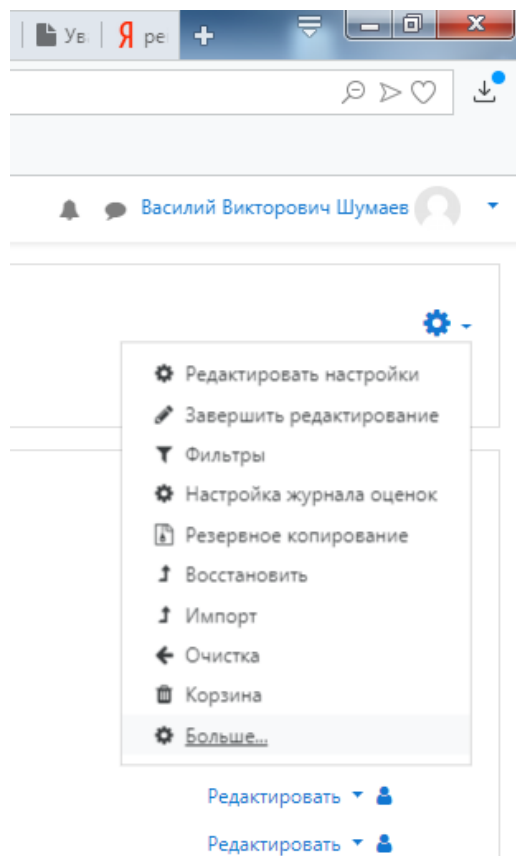 Ув Я ре
Василий Викторович Шумаев
Редактировать настройки
Завершить редактирование
Фильтры
Настройка журнала оценок
Резервное копирование
Восстановить
Импорт
Очистка
Корзина
Больше...
Редактировать
Редактировать